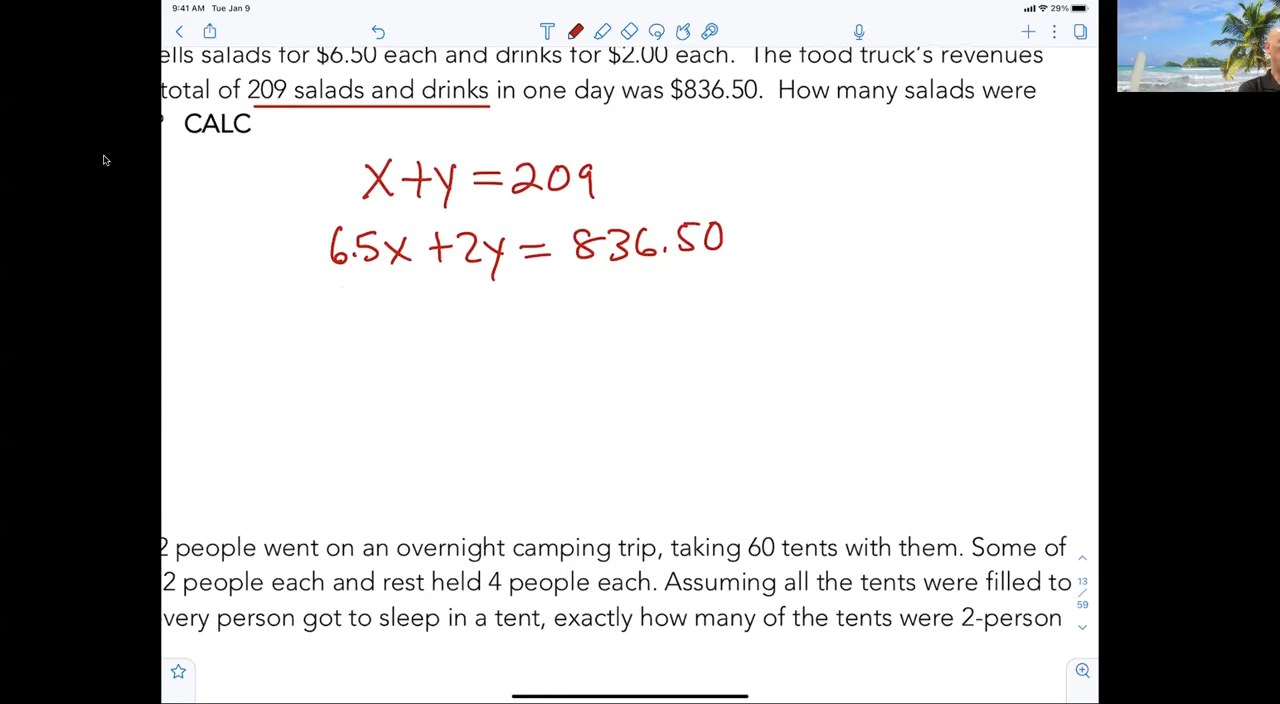 9:41 AM Tue Jan 9
29%
ells salads for $6.50 each and drinks for $2.00 each. The food truck's revenues
total of 209 salads and drinks in one day was $836.50. How many salads were
CALC
x+y=209
6.5x +2y = 836.50
2 people went on an overnight camping trip, taking 60 tents with them. Some of
2 people each and rest held 4 people each. Assuming all the tents were filled to
very person got to sleep in a tent, exactly how many of the tents were 2-person
13
/
59